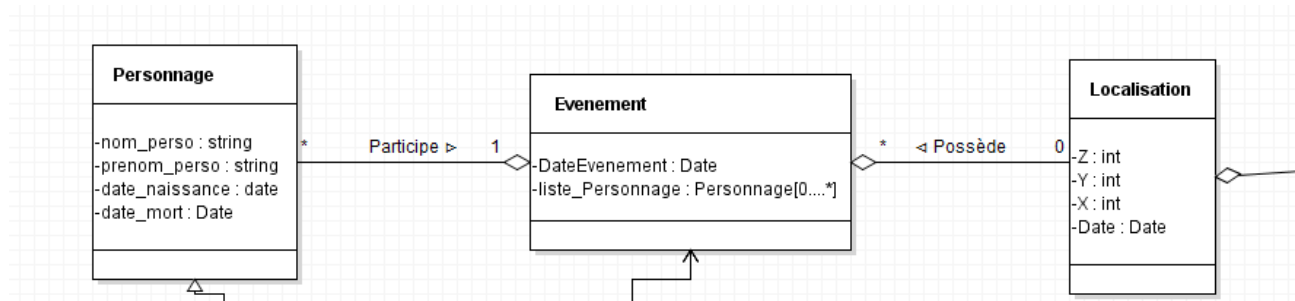 Personnage
-nom_perso : string
-prenom_perso : string
-date_naissance : date
-date_mort : Date
* Participe ▹ 1
Evenement
-DateEvenement : Date
-liste_Personnage : Personnage[0....*]
* ◃ Possède 0
Localisation
-Z : int
-Y : int
-X : int
-Date : Date